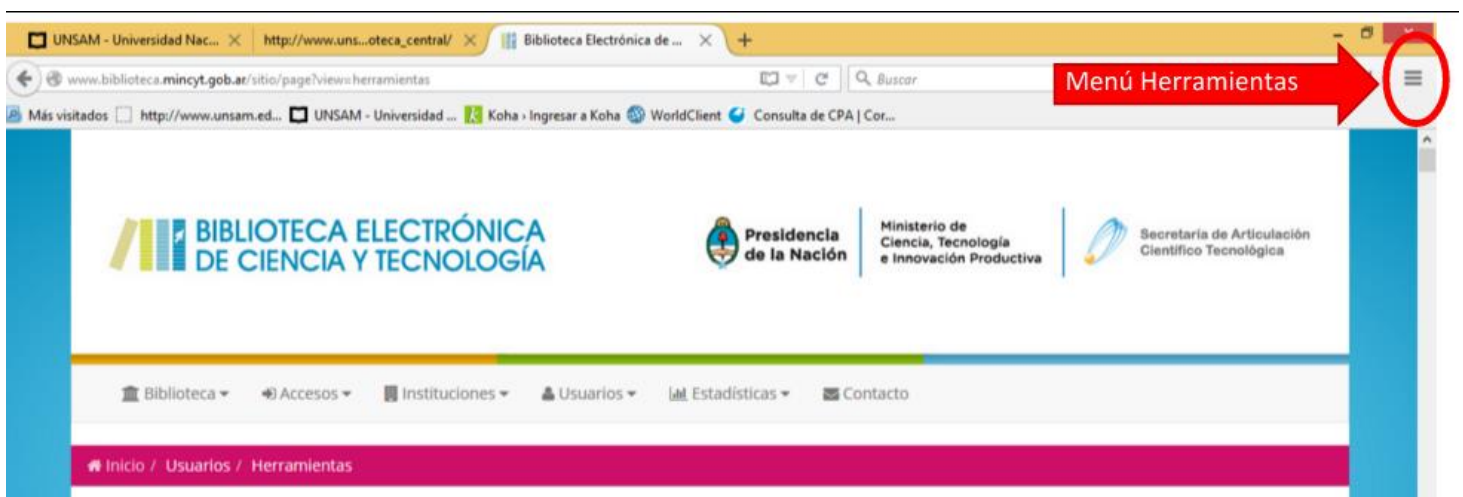 UNSAM - Universidad Nac...
http://www.uns...oteca_central/
Biblioteca Electrónica de ...
www.biblioteca.mincyt.gob.ar/sitio/page?view=herramientas
Buscar
Menú Herramientas
Más visitados
http://www.unsam.ed...
UNSAM - Universidad ...
Koha › Ingresar a Koha
WorldClient
Consulta de CPA | Cor...
BIBLIOTECA ELECTRÓNICA
DE CIENCIA Y TECNOLOGÍA
Presidencia
de la Nación
Ministerio de
Ciencia, Tecnología
e Innovación Productiva
Secretaría de Articulación
Científico Tecnológica
Biblioteca
Accesos
Instituciones
Usuarios
Estadísticas
Contacto
Inicio / Usuarios / Herramientas